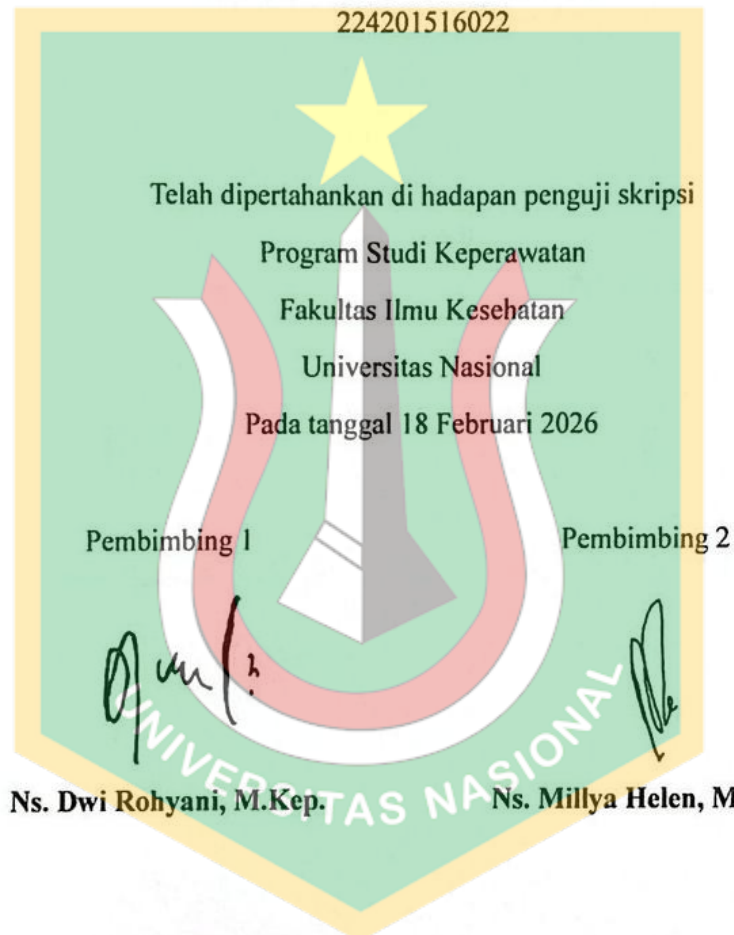 224201516022
Telah dipertahankan di hadapan penguji skripsi
Program Studi Keperawatan
Fakultas Ilmu Kesehatan
Universitas Nasional
Pada tanggal 18 Februari 2026
Pembimbing 1 Pembimbing 2
UNIVERSITAS NASIONAL
Ns. Dwi Rohyani, M.Kep. Ns. Millya Helen, M